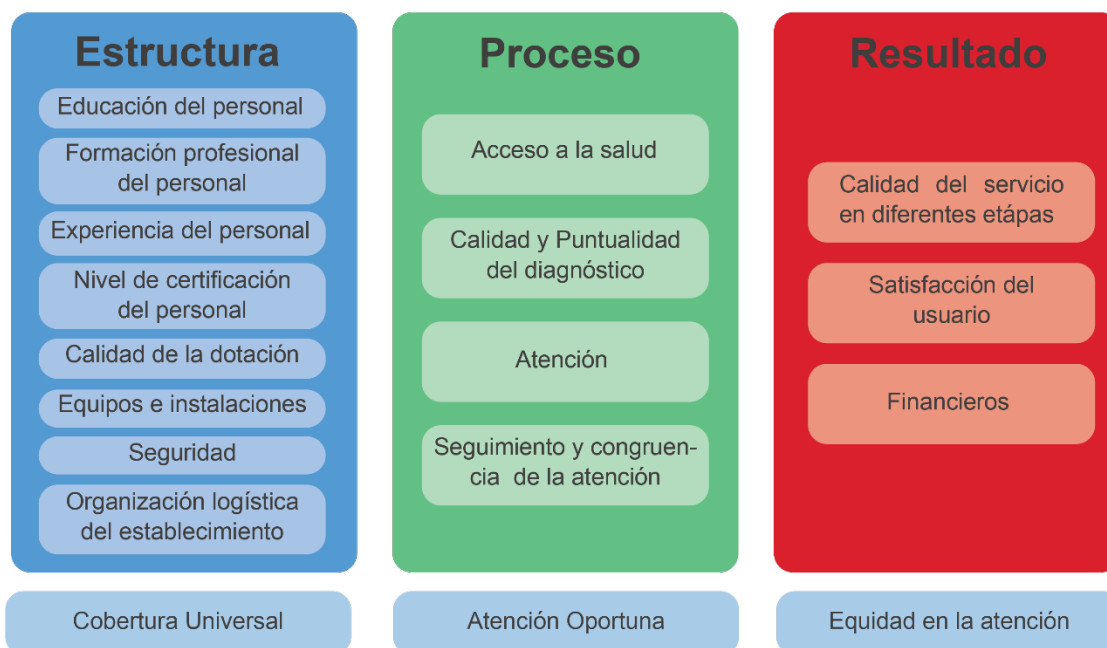 Estructura
Educación del personal
Formación profesional
del personal
Experiencia del personal
Nivel de certificación
del personal
Calidad de la dotación
Equipos e instalaciones
Seguridad
Organización logística
del establecimiento
Cobertura Universal
Proceso
Acceso a la salud
Calidad y Puntualidad
del diagnóstico
Atención
Seguimiento y congruen-
cia de la atención
Atención Oportuna
Resultado
Calidad del servicio
en diferentes etápas
Satisfacción del
usuario
Financieros
Equidad en la atención